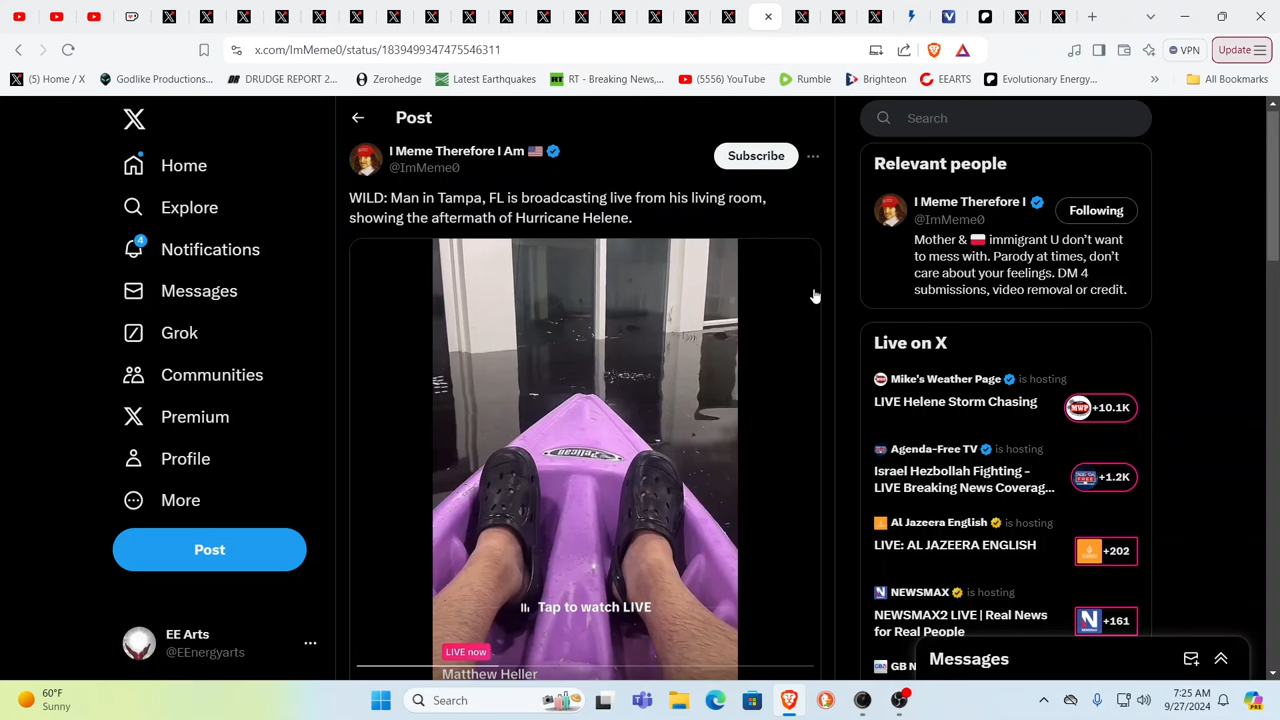 x.com/ImMeme0/status/1839499347475546311
VPN
Update
(5) Home / X
Godlike Productions...
DRUDGE REPORT 2...
Zerohedge
Latest Earthquakes
RT - Breaking News,...
(5556) YouTube
Rumble
Brighteon
EEARTS
Evolutionary Energy...
»
All Bookmarks
Home
Explore
4
Notifications
Messages
Grok
Communities
Premium
Profile
More
Post
EE Arts
@EEnergyarts
Post
I Meme Therefore I Am
@ImMeme0
Subscribe
WILD: Man in Tampa, FL is broadcasting live from his living room,
showing the aftermath of Hurricane Helene.
Pelican
Tap to watch LIVE
LIVE now
Matthew Heller
Search
Relevant people
I Meme Therefore I
@ImMeme0
Following
Mother & 🇵🇱 immigrant U don’t want
to mess with. Parody at times, don’t
care about your feelings. DM 4
submissions, video removal or credit.
Live on X
Mike's Weather Page is hosting
LIVE Helene Storm Chasing
MWP +10.1K
Agenda-Free TV is hosting
Israel Hezbollah Fighting -
LIVE Breaking News Coverag...
+1.2K
Al Jazeera English is hosting
LIVE: AL JAZEERA ENGLISH
+202
NEWSMAX is hosting
NEWSMAX2 LIVE | Real News
for Real People
+161
GB N
Messages
60°F
Sunny
Search
7:25 AM
9/27/2024
PRE